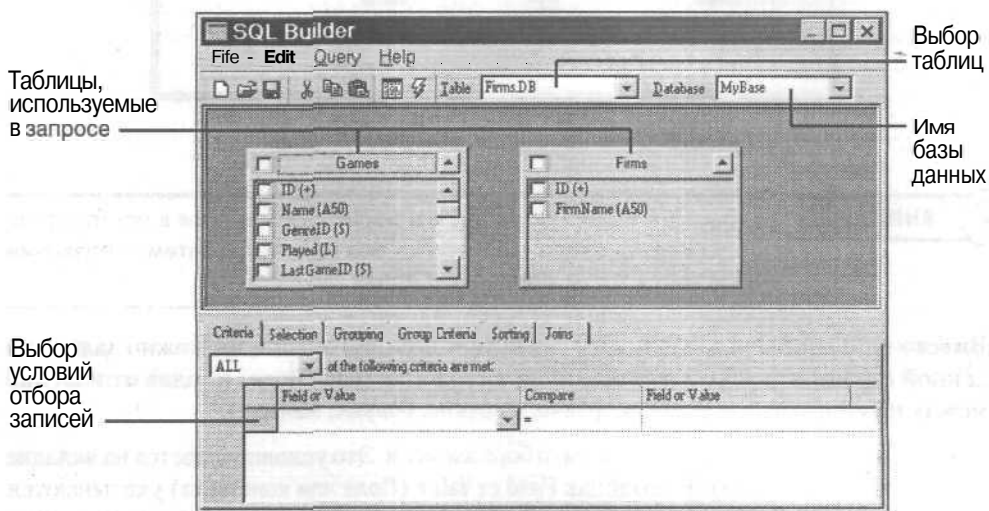 SQL Builder
Fife - Edit Query Help
Table Firms.DB Database MyBase
Выбор
таблиц
Таблицы,
используемые
в запросе
Имя
базы
данных
Games
ID (+)
Name (A50)
GenreID (S)
Played (L)
LastGameID (S)
Firms
ID (+)
FirmName (A50)
Criteria Selection Grouping Group Criteria Sorting Joins
ALL of the following criteria are met:
Field or Value Compare Field or Value
=
Выбор
условий
отбора
записей